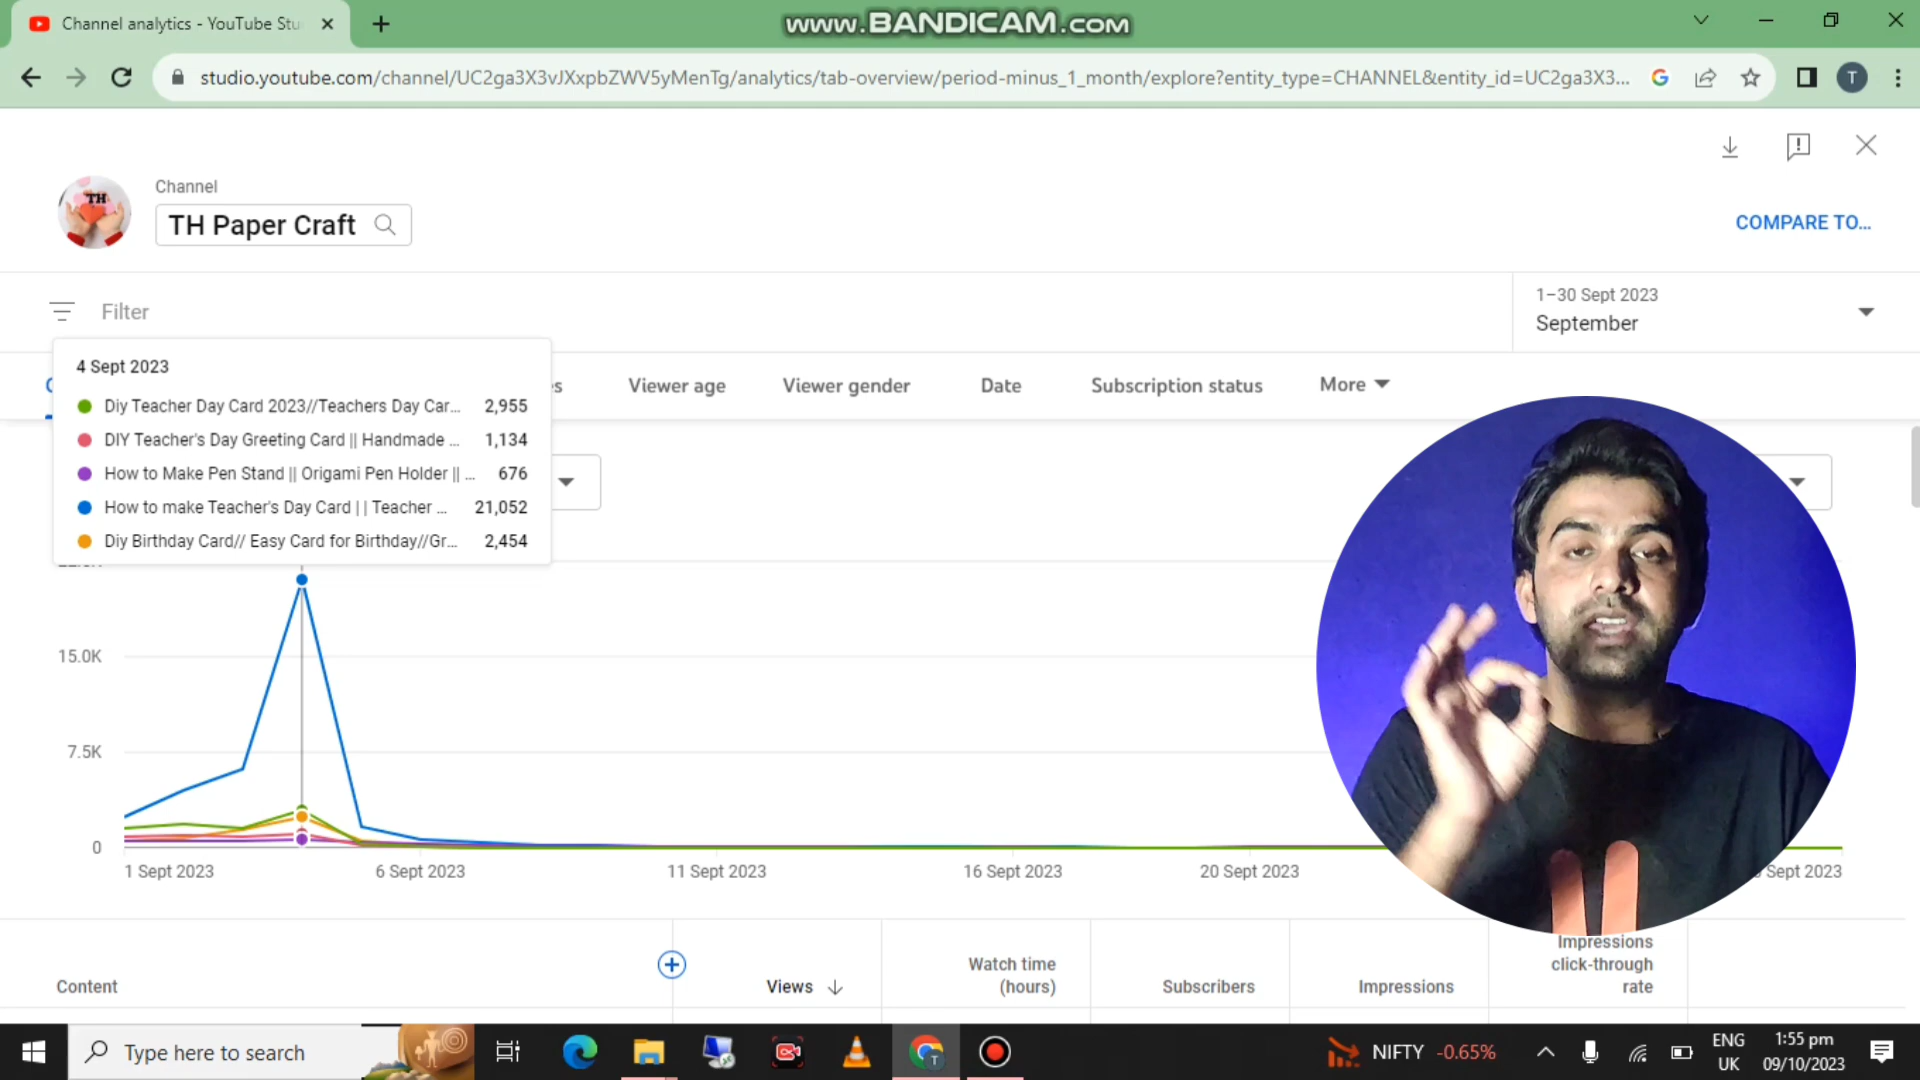 Channel analytics - YouTube Stu
www.BANDICAM.com
studio.youtube.com/channel/UC2ga3X3vJXxpbZWV5yMenTg/analytics/tab-overview/period-minus_1_month/explore?entity_type=CHANNEL&entity_id=UC2ga3X3...
T
TH
Channel
TH Paper Craft
COMPARE TO...
Filter
1–30 Sept 2023
September
4 Sept 2023
Diy Teacher Day Card 2023//Teachers Day Car... 2,955
DIY Teacher's Day Greeting Card || Handmade ... 1,134
How to Make Pen Stand || Origami Pen Holder || ... 676
How to make Teacher's Day Card | | Teacher ... 21,052
Diy Birthday Card// Easy Card for Birthday//Gr... 2,454
Viewer age Viewer gender Date Subscription status More
15.0K
7.5K
0
1 Sept 2023 6 Sept 2023 11 Sept 2023 16 Sept 2023 20 Sept 2023 Sept 2023
Content Views Watch time (hours) Subscribers Impressions Impressions click-through rate
Type here to search
NIFTY -0.65%
ENG
UK
1:55 pm
09/10/2023